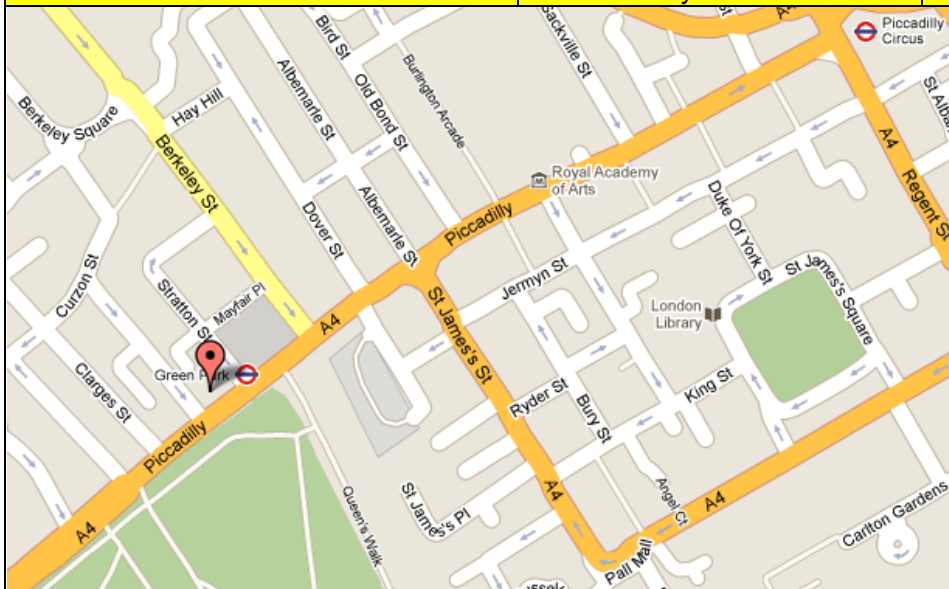 Piccadilly
Circus
Sackville St
Bird St
Old Bond St
Burlington Arcade
Albemarle St
Hay Hill
Berkeley Square
Berkeley St
A4
Regent St
Royal Academy
of Arts
Piccadilly
Albemarle St
Dover St
Duke Of York St
St James's Square
Jermyn St
Curzon St
Stratton St
Mayfair Pl
A4
St James's St
London
Library
Green Park
Clarges St
Ryder St
Bury St
King St
Piccadilly
A4
Queen's Walk
St James's Pl
A4
Angel Ct
A4
Pall Mall
Carlton Gardens